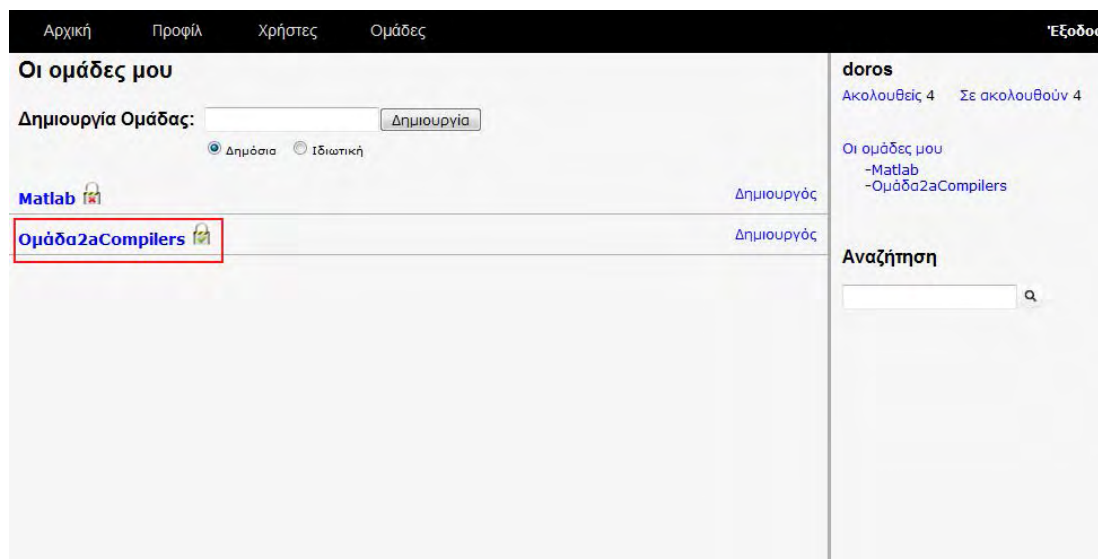 Αρχική Προφίλ Χρήστες Ομάδες Έξοδος
Οι ομάδες μου
Δημιουργία Ομάδας: Δημιουργία
Δημόσια Ιδιωτική
Matlab Δημιουργός
Ομάδα2aCompilers Δημιουργός
doros
Ακολουθείς 4 Σε ακολουθούν 4
Οι ομάδες μου
-Matlab
-Ομάδα2aCompilers
Αναζήτηση